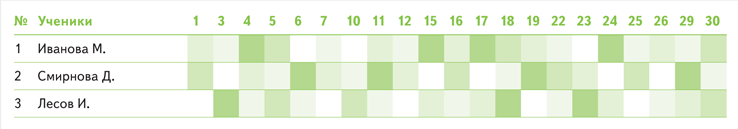 № Ученики 1 3 4 5 6 7 10 11 12 15 16 17 18 19 22 23 24 25 26 29 30
1 Иванова М.
2 Смирнова Д.
3 Лесов И.